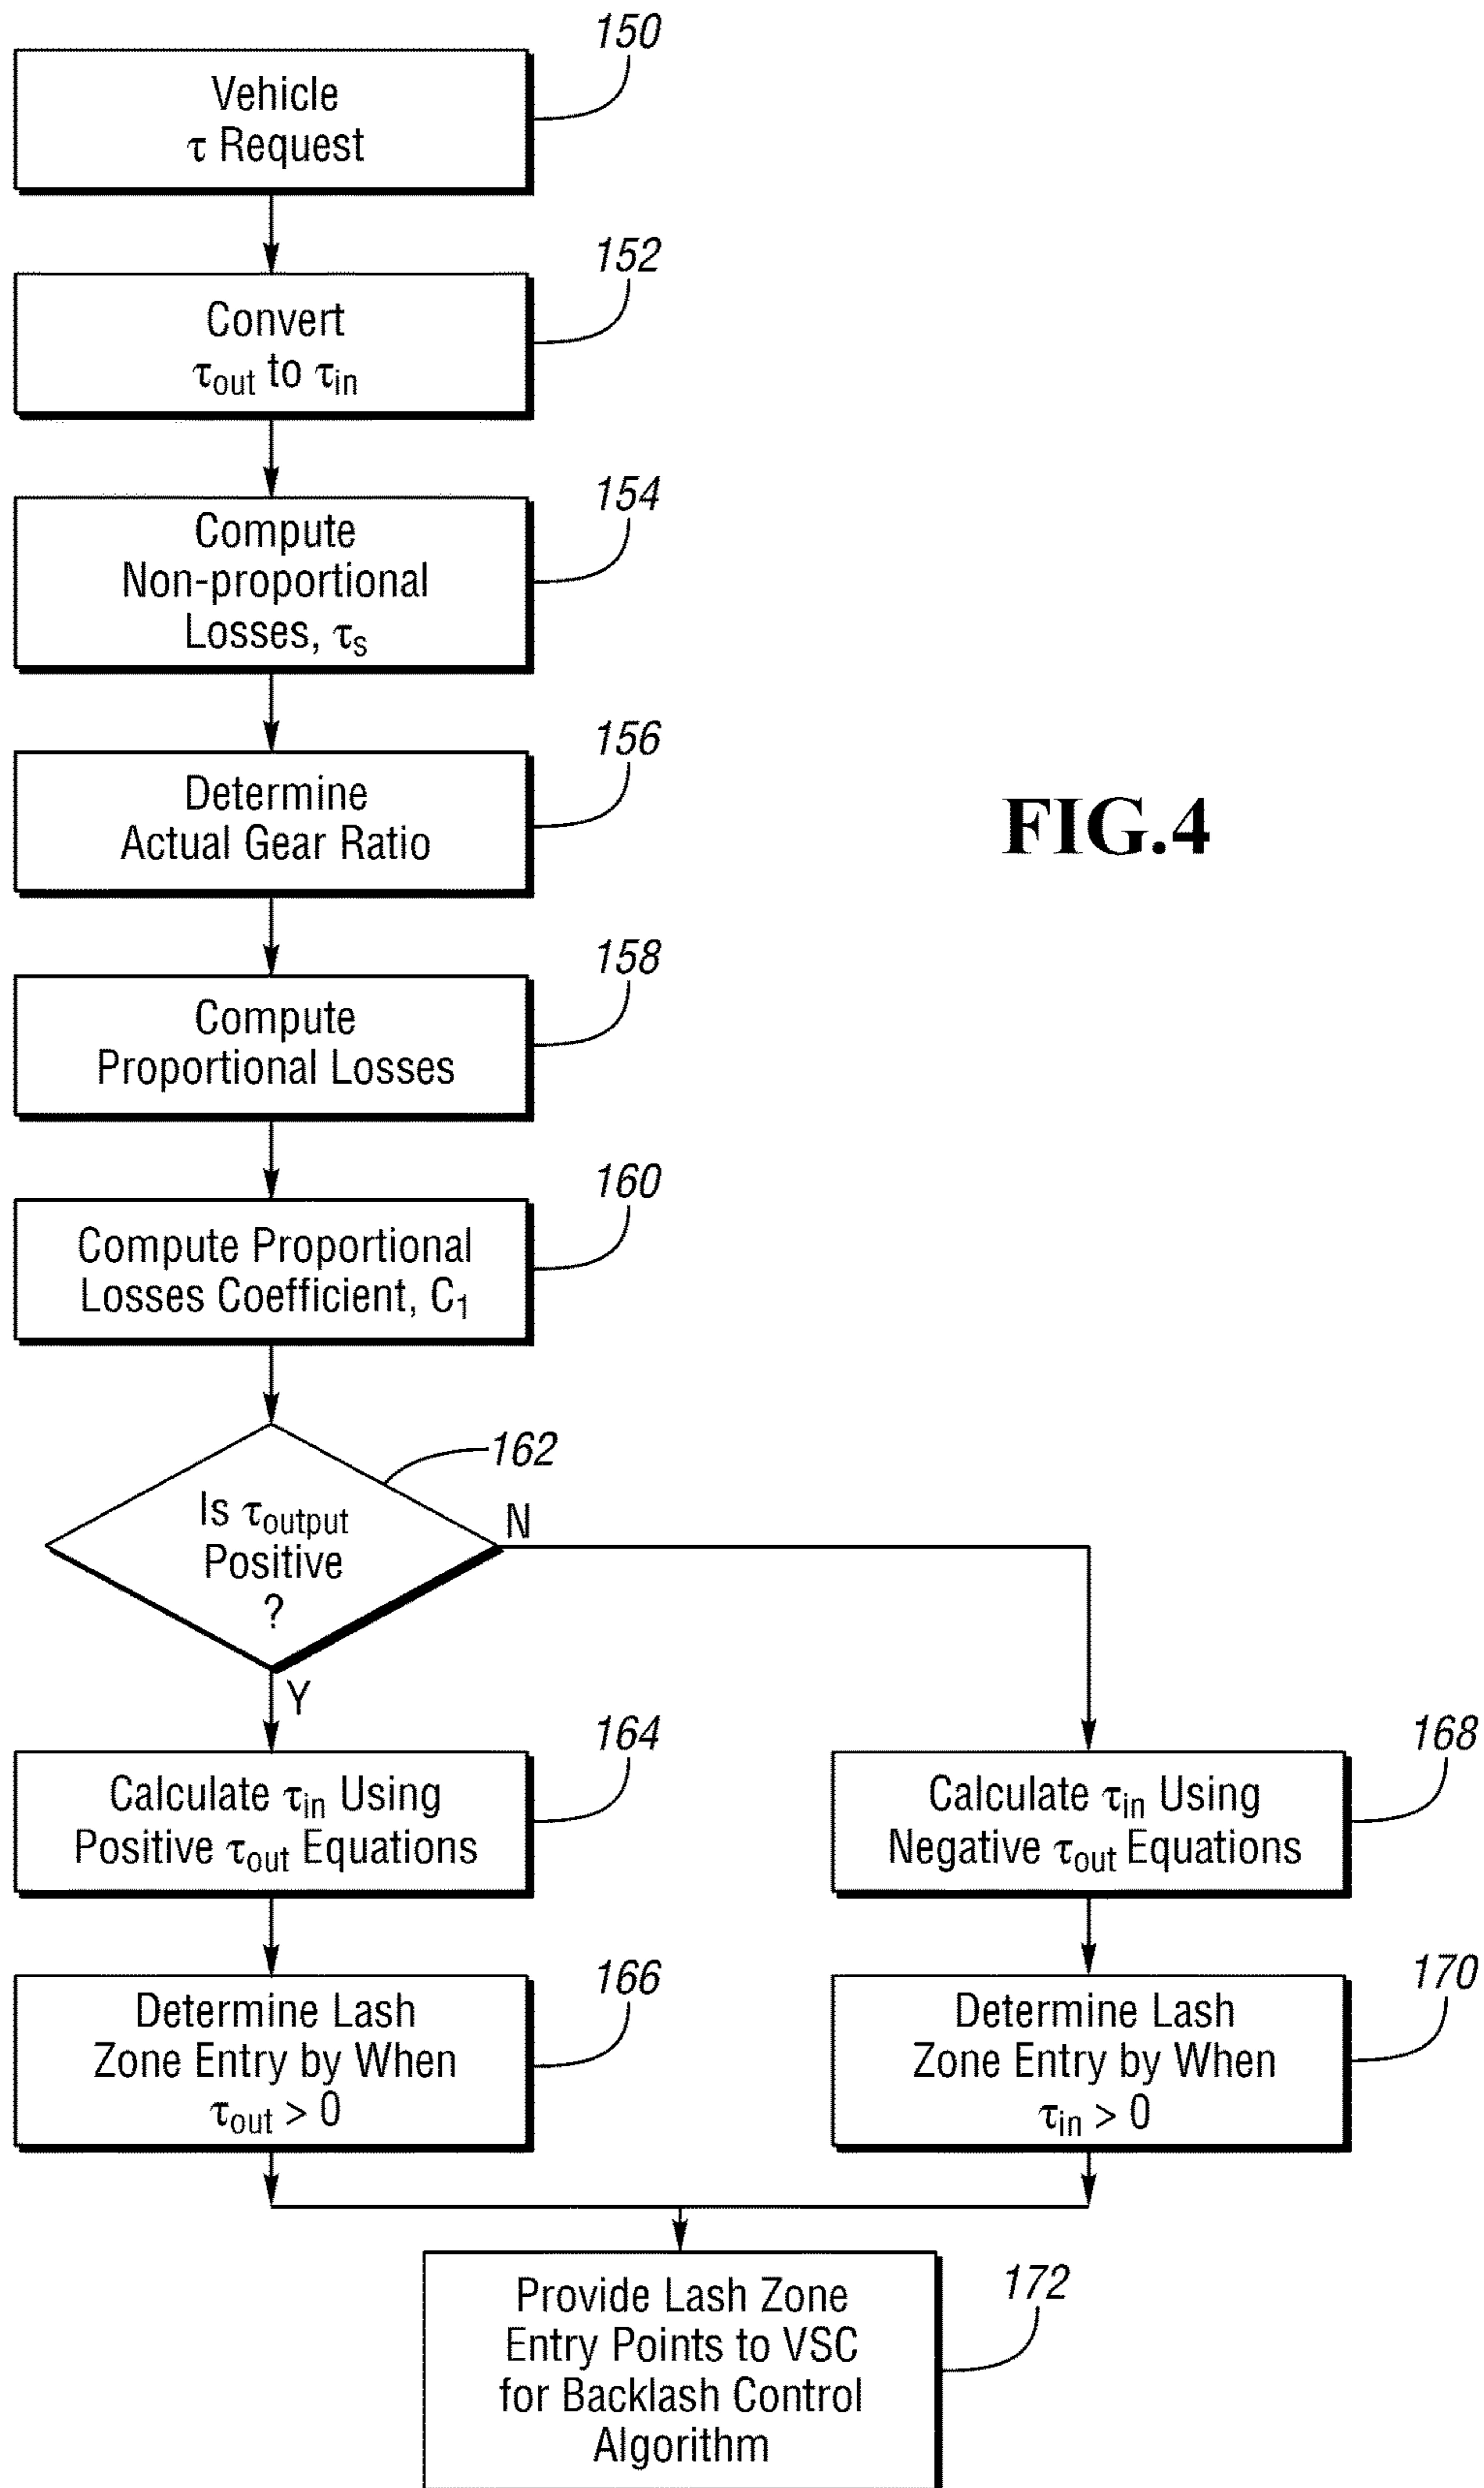 150
Vehicle
τ Request
152
Convert
τout to τin
154
Compute
Non-proportional
Losses, τs
156
Determine
Actual Gear Ratio
FIG.4
158
Compute
Proportional Losses
160
Compute Proportional
Losses Coefficient, C1
162
Is τoutput
Positive
?
N
Y
164
Calculate τin Using
Positive τout Equations
168
Calculate τin Using
Negative τout Equations
166
Determine Lash
Zone Entry by When
τout > 0
170
Determine Lash
Zone Entry by When
τin > 0
172
Provide Lash Zone
Entry Points to VSC
for Backlash Control
Algorithm